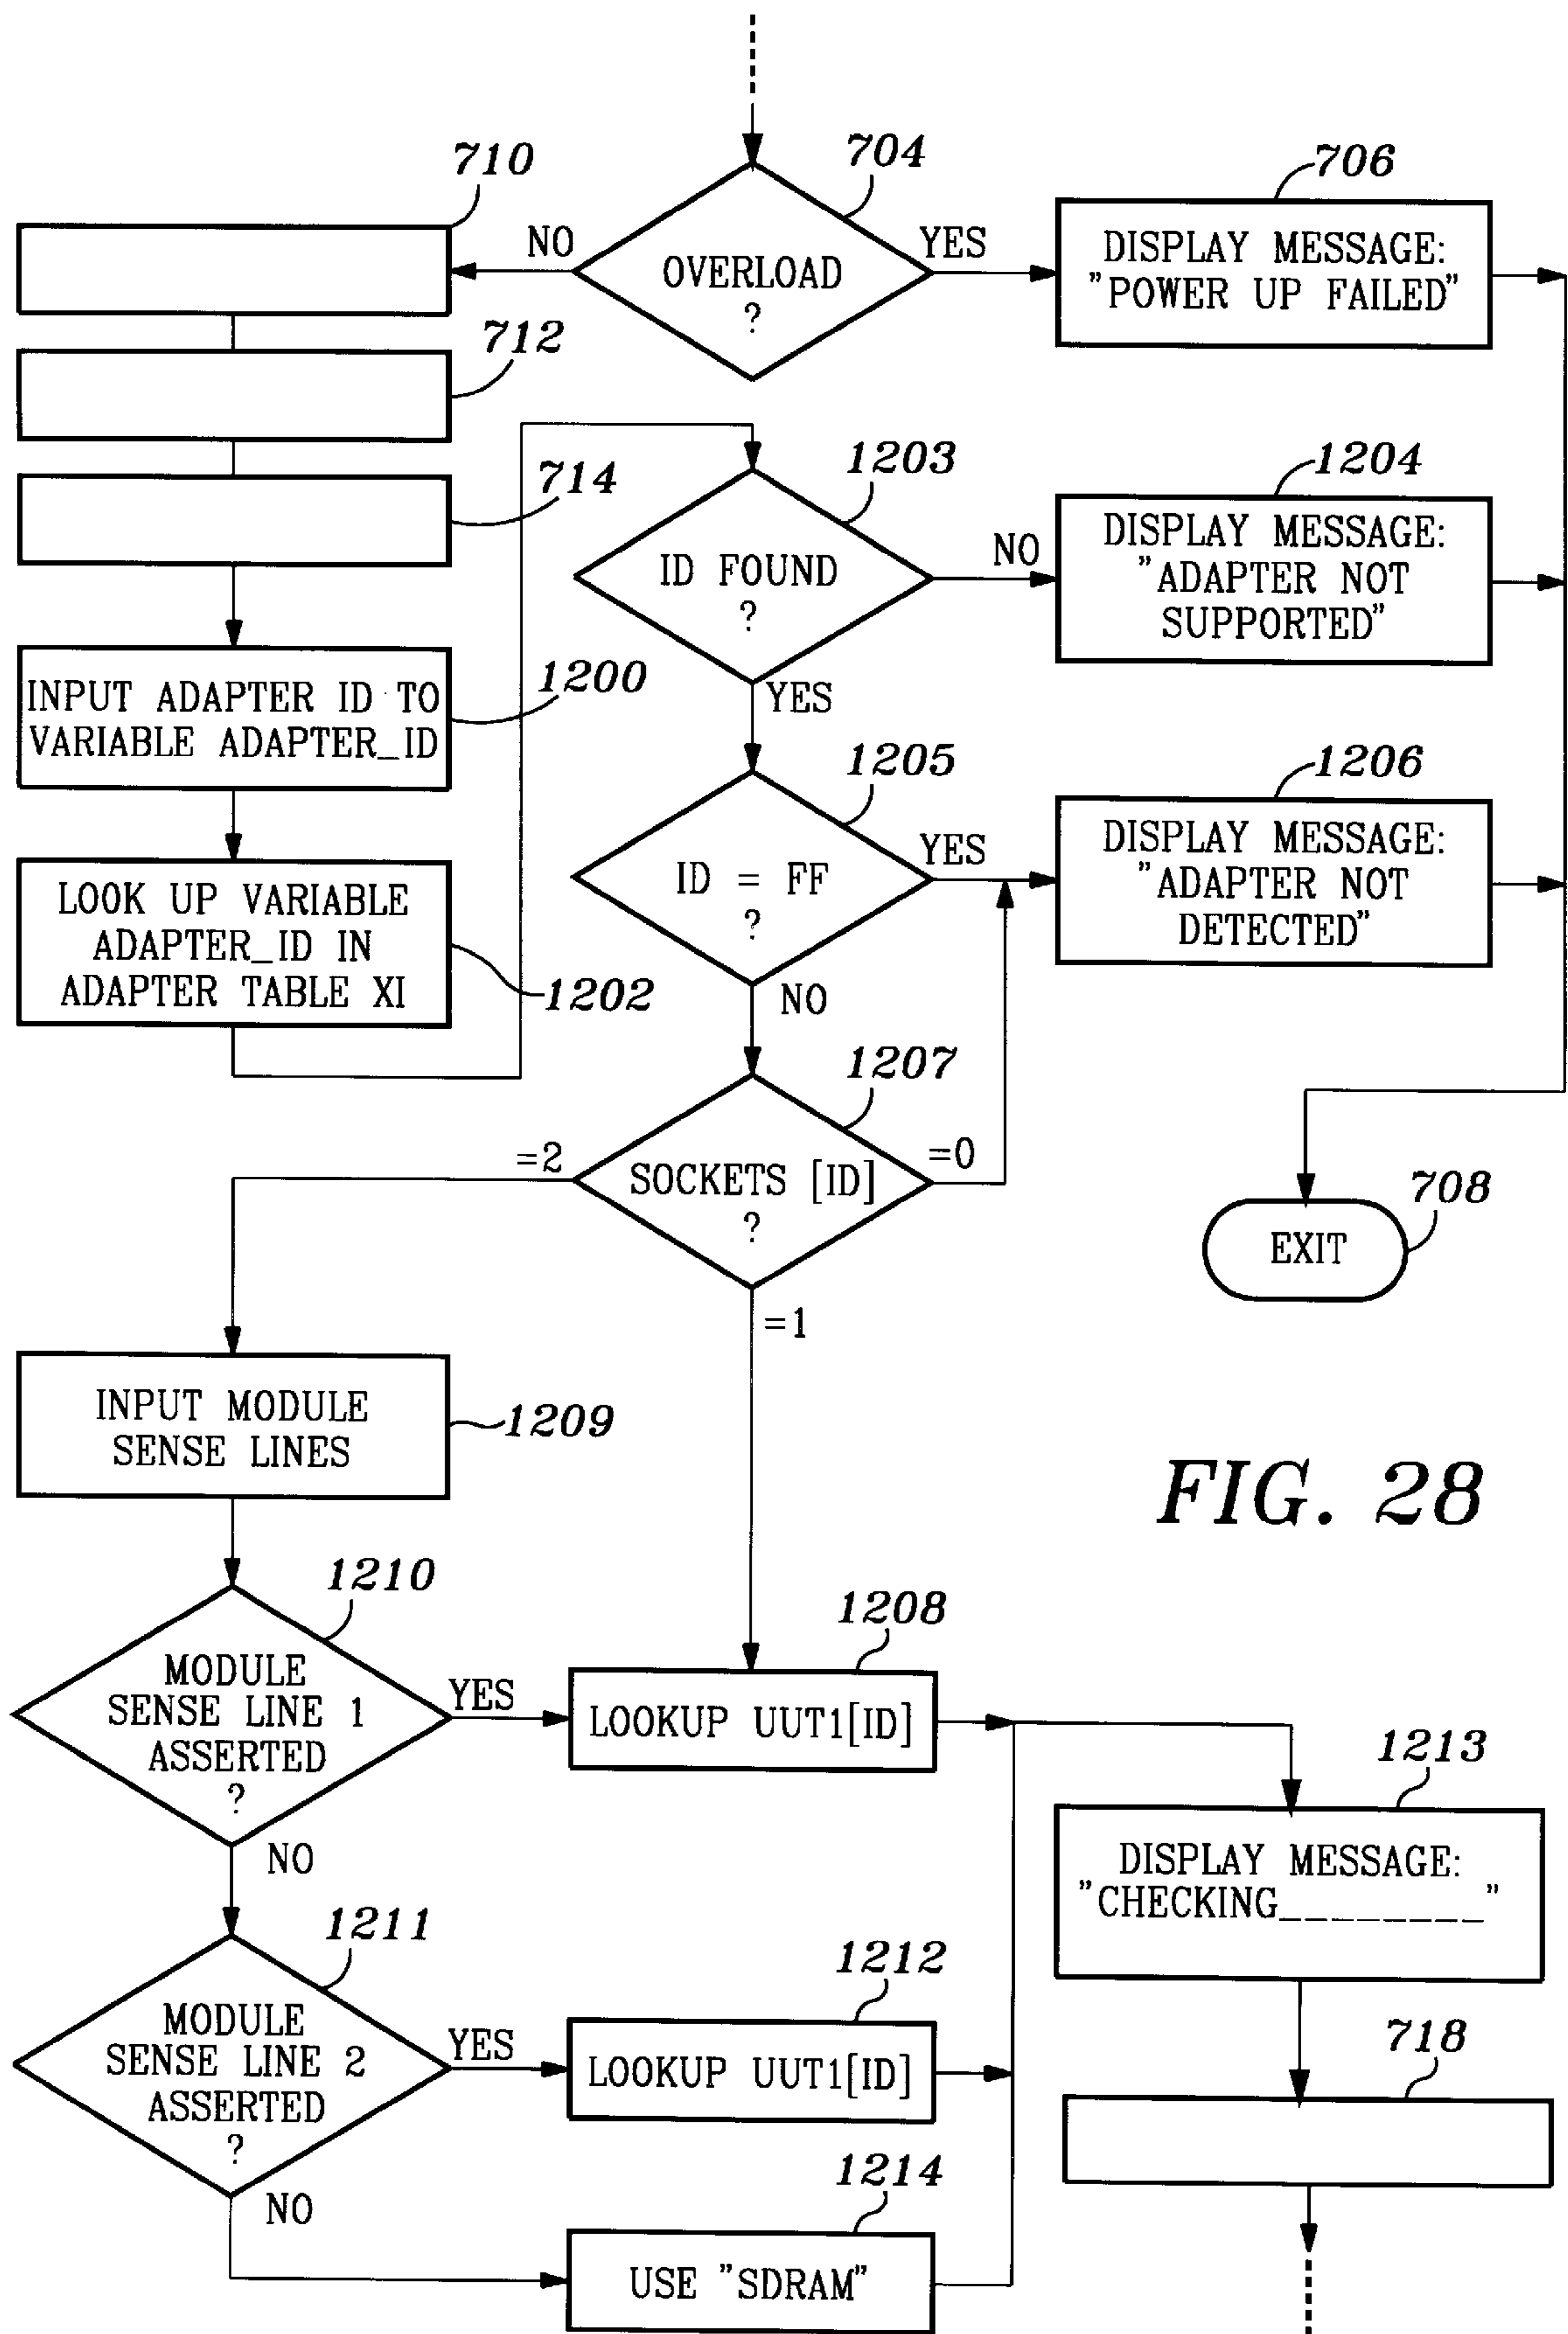 710
704
706
NO
OVERLOAD
?
YES
DISPLAY MESSAGE:
"POWER UP FAILED"
712
714
1203
1204
ID FOUND
?
NO
DISPLAY MESSAGE:
"ADAPTER NOT
SUPPORTED"
YES
1200
INPUT ADAPTER ID TO
VARIABLE ADAPTER_ID
1205
1206
ID = FF
?
YES
DISPLAY MESSAGE:
"ADAPTER NOT
DETECTED"
NO
LOOK UP VARIABLE
ADAPTER_ID IN
ADAPTER TABLE XI
1202
1207
=2
SOCKETS [ID]
?
=0
=1
708
EXIT
INPUT MODULE
SENSE LINES
1209
FIG. 28
1210
MODULE
SENSE LINE 1
ASSERTED
?
YES
NO
1208
LOOKUP UUT1[ID]
1213
DISPLAY MESSAGE:
"CHECKING________"
1211
MODULE
SENSE LINE 2
ASSERTED
?
YES
NO
1212
LOOKUP UUT1[ID]
718
1214
USE "SDRAM"